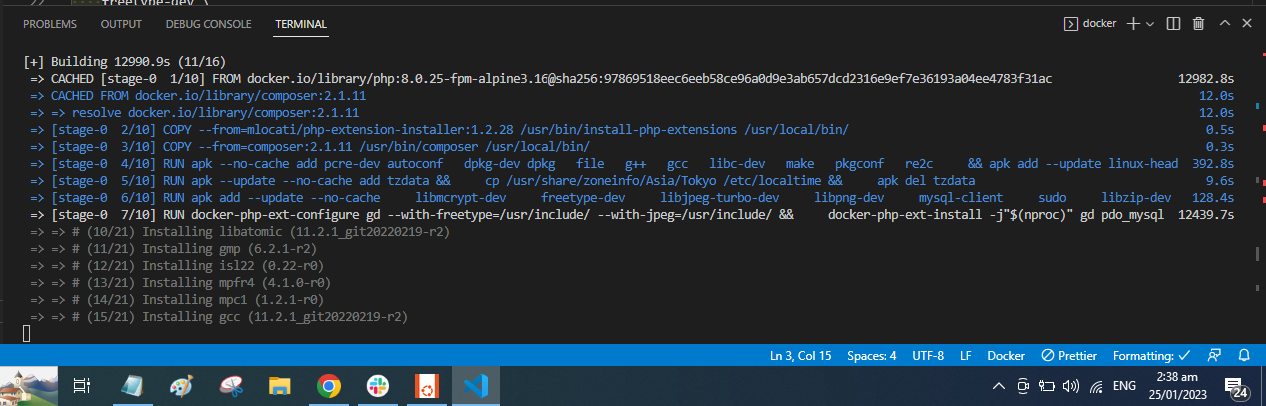 22    freetype-dev \
PROBLEMS OUTPUT DEBUG CONSOLE TERMINAL docker
[+] Building 12990.9s (11/16)
=> CACHED [stage-0  1/10] FROM docker.io/library/php:8.0.25-fpm-alpine3.16@sha256:97869518eec6eeb58ce96a0d9e3ab657dcd2316e9ef7e36193a04ee4783f31ac 12982.8s
=> CACHED FROM docker.io/library/composer:2.1.11 12.0s
=> => resolve docker.io/library/composer:2.1.11 12.0s
=> [stage-0  2/10] COPY --from=mlocati/php-extension-installer:1.2.28 /usr/bin/install-php-extensions /usr/local/bin/ 0.5s
=> [stage-0  3/10] COPY --from=composer:2.1.11 /usr/bin/composer /usr/local/bin/ 0.3s
=> [stage-0  4/10] RUN apk --no-cache add pcre-dev autoconf   dpkg-dev dpkg   file   g++   gcc   libc-dev   make   pkgconf   re2c     && apk add --update linux-head 392.8s
=> [stage-0  5/10] RUN apk --update --no-cache add tzdata &&     cp /usr/share/zoneinfo/Asia/Tokyo /etc/localtime &&     apk del tzdata 9.6s
=> [stage-0  6/10] RUN apk add --update --no-cache     libmcrypt-dev     freetype-dev     libjpeg-turbo-dev     libpng-dev     mysql-client     sudo     libzip-dev 128.4s
=> [stage-0  7/10] RUN docker-php-ext-configure gd --with-freetype=/usr/include/ --with-jpeg=/usr/include/ &&     docker-php-ext-install -j"$(nproc)" gd pdo_mysql 12439.7s
=> => # (10/21) Installing libatomic (11.2.1_git20220219-r2)
=> => # (11/21) Installing gmp (6.2.1-r2)
=> => # (12/21) Installing isl22 (0.22-r0)
=> => # (13/21) Installing mpfr4 (4.1.0-r0)
=> => # (14/21) Installing mpc1 (1.2.1-r0)
=> => # (15/21) Installing gcc (11.2.1_git20220219-r2)
Ln 3, Col 15 Spaces: 4 UTF-8 LF Docker Prettier Formatting:
ENG 2:38 am
25/01/2023 24